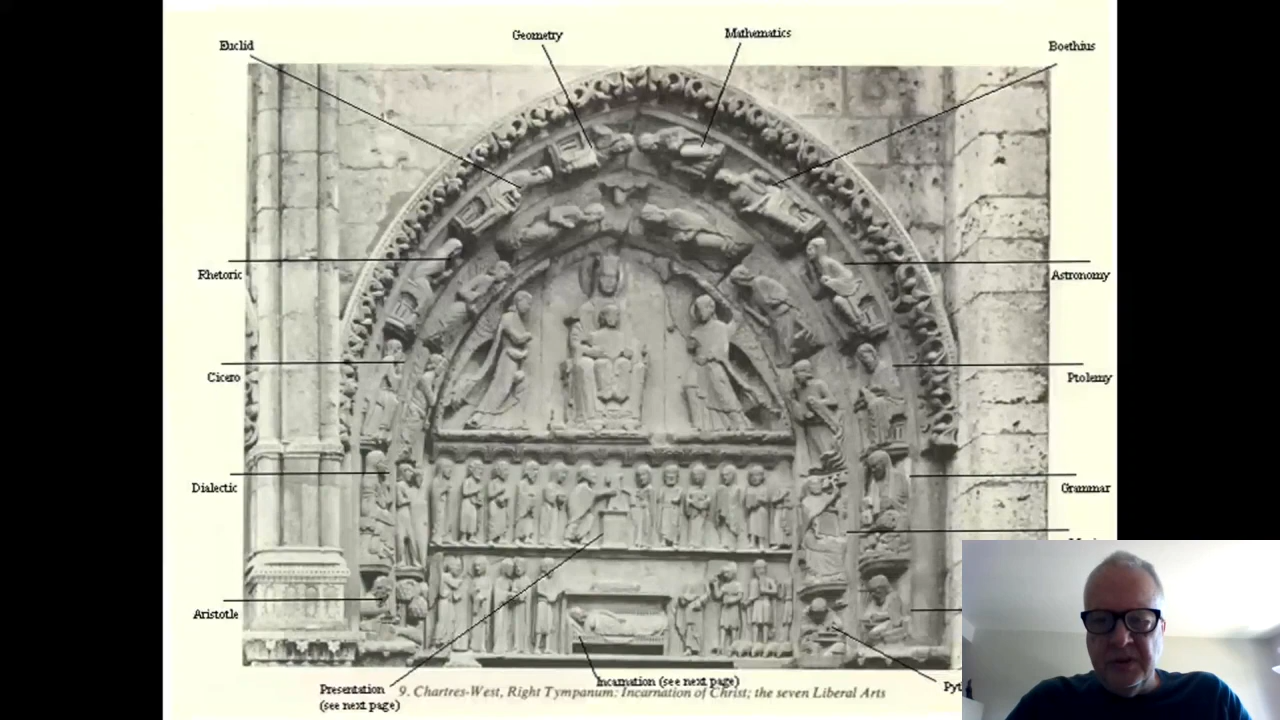 Euclid
Geometry
Mathematics
Boethius
Rhetoric
Astronomy
Cicero
Ptolemy
Dialectic
Grammar
Aristotle
Incarnation (see next page)
Presentation
(see next page)
9. Chartres-West, Right Tympanum: Incarnation of Christ; the seven Liberal Arts